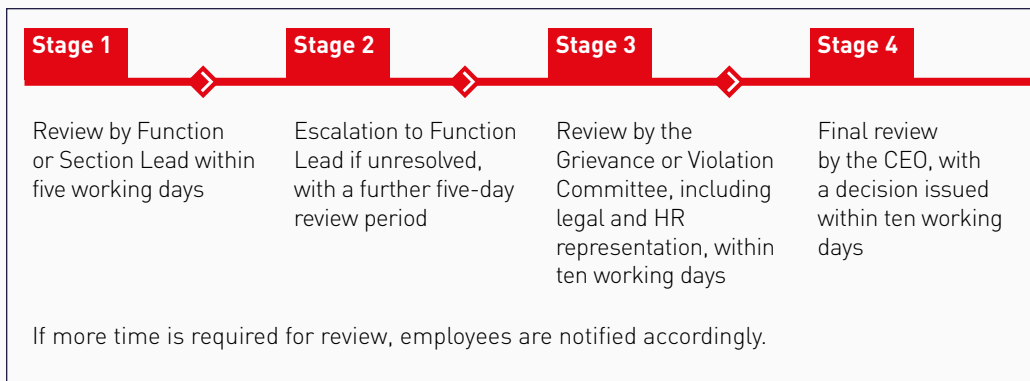 Stage 1
Review by Function
or Section Lead within
five working days
Stage 2
Escalation to Function
Lead if unresolved,
with a further five-day
review period
Stage 3
Review by the
Grievance or Violation
Committee, including
legal and HR
representation, within
ten working days
Stage 4
Final review
by the CEO, with
a decision issued
within ten working
days
If more time is required for review, employees are notified accordingly.